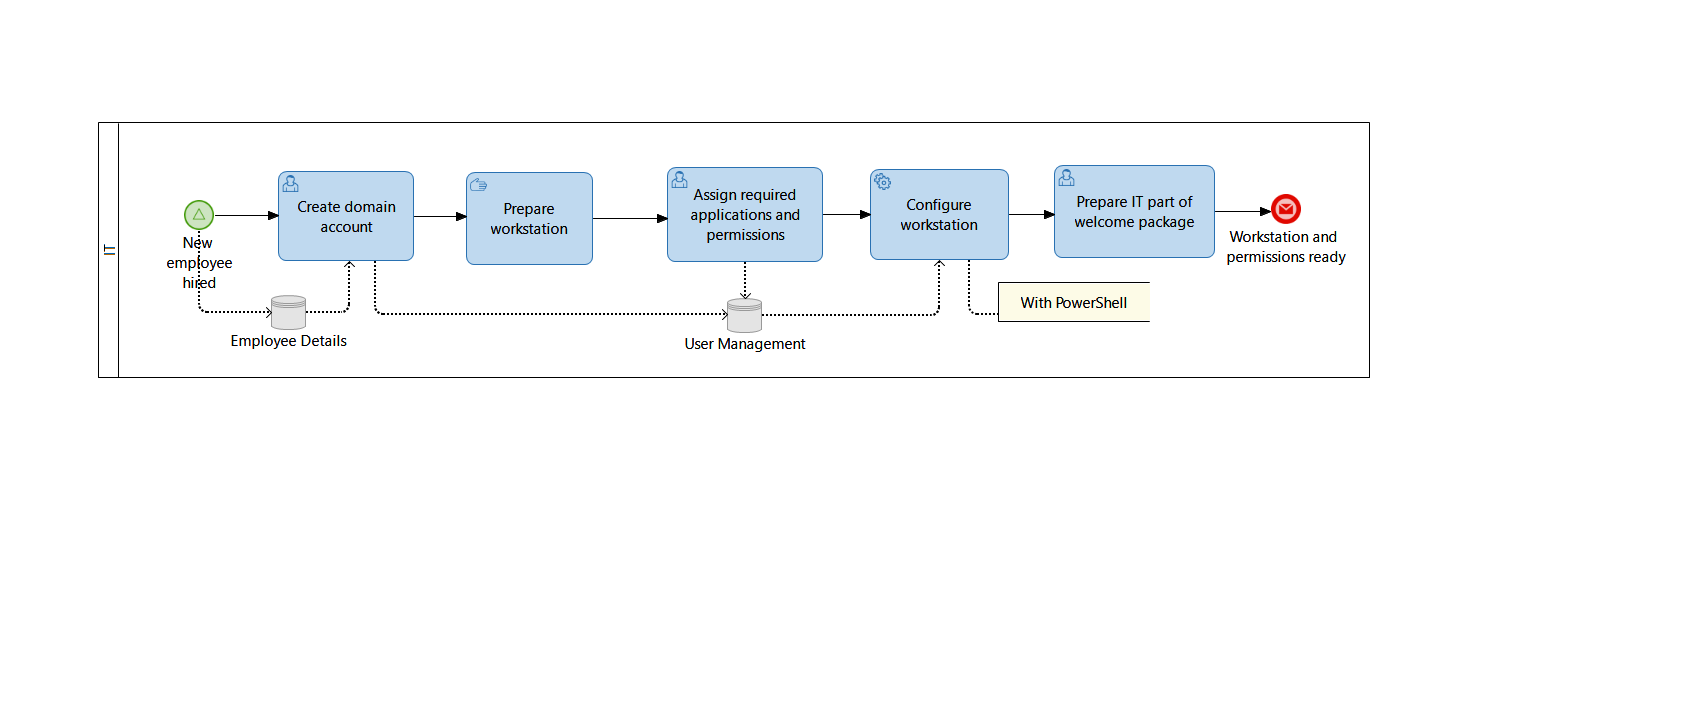 IT
New
employee
hired
Create domain
account
Prepare
workstation
Assign required
applications and
permissions
Configure
workstation
Prepare IT part of
welcome package
Workstation and
permissions ready
Employee Details
User Management
With PowerShell